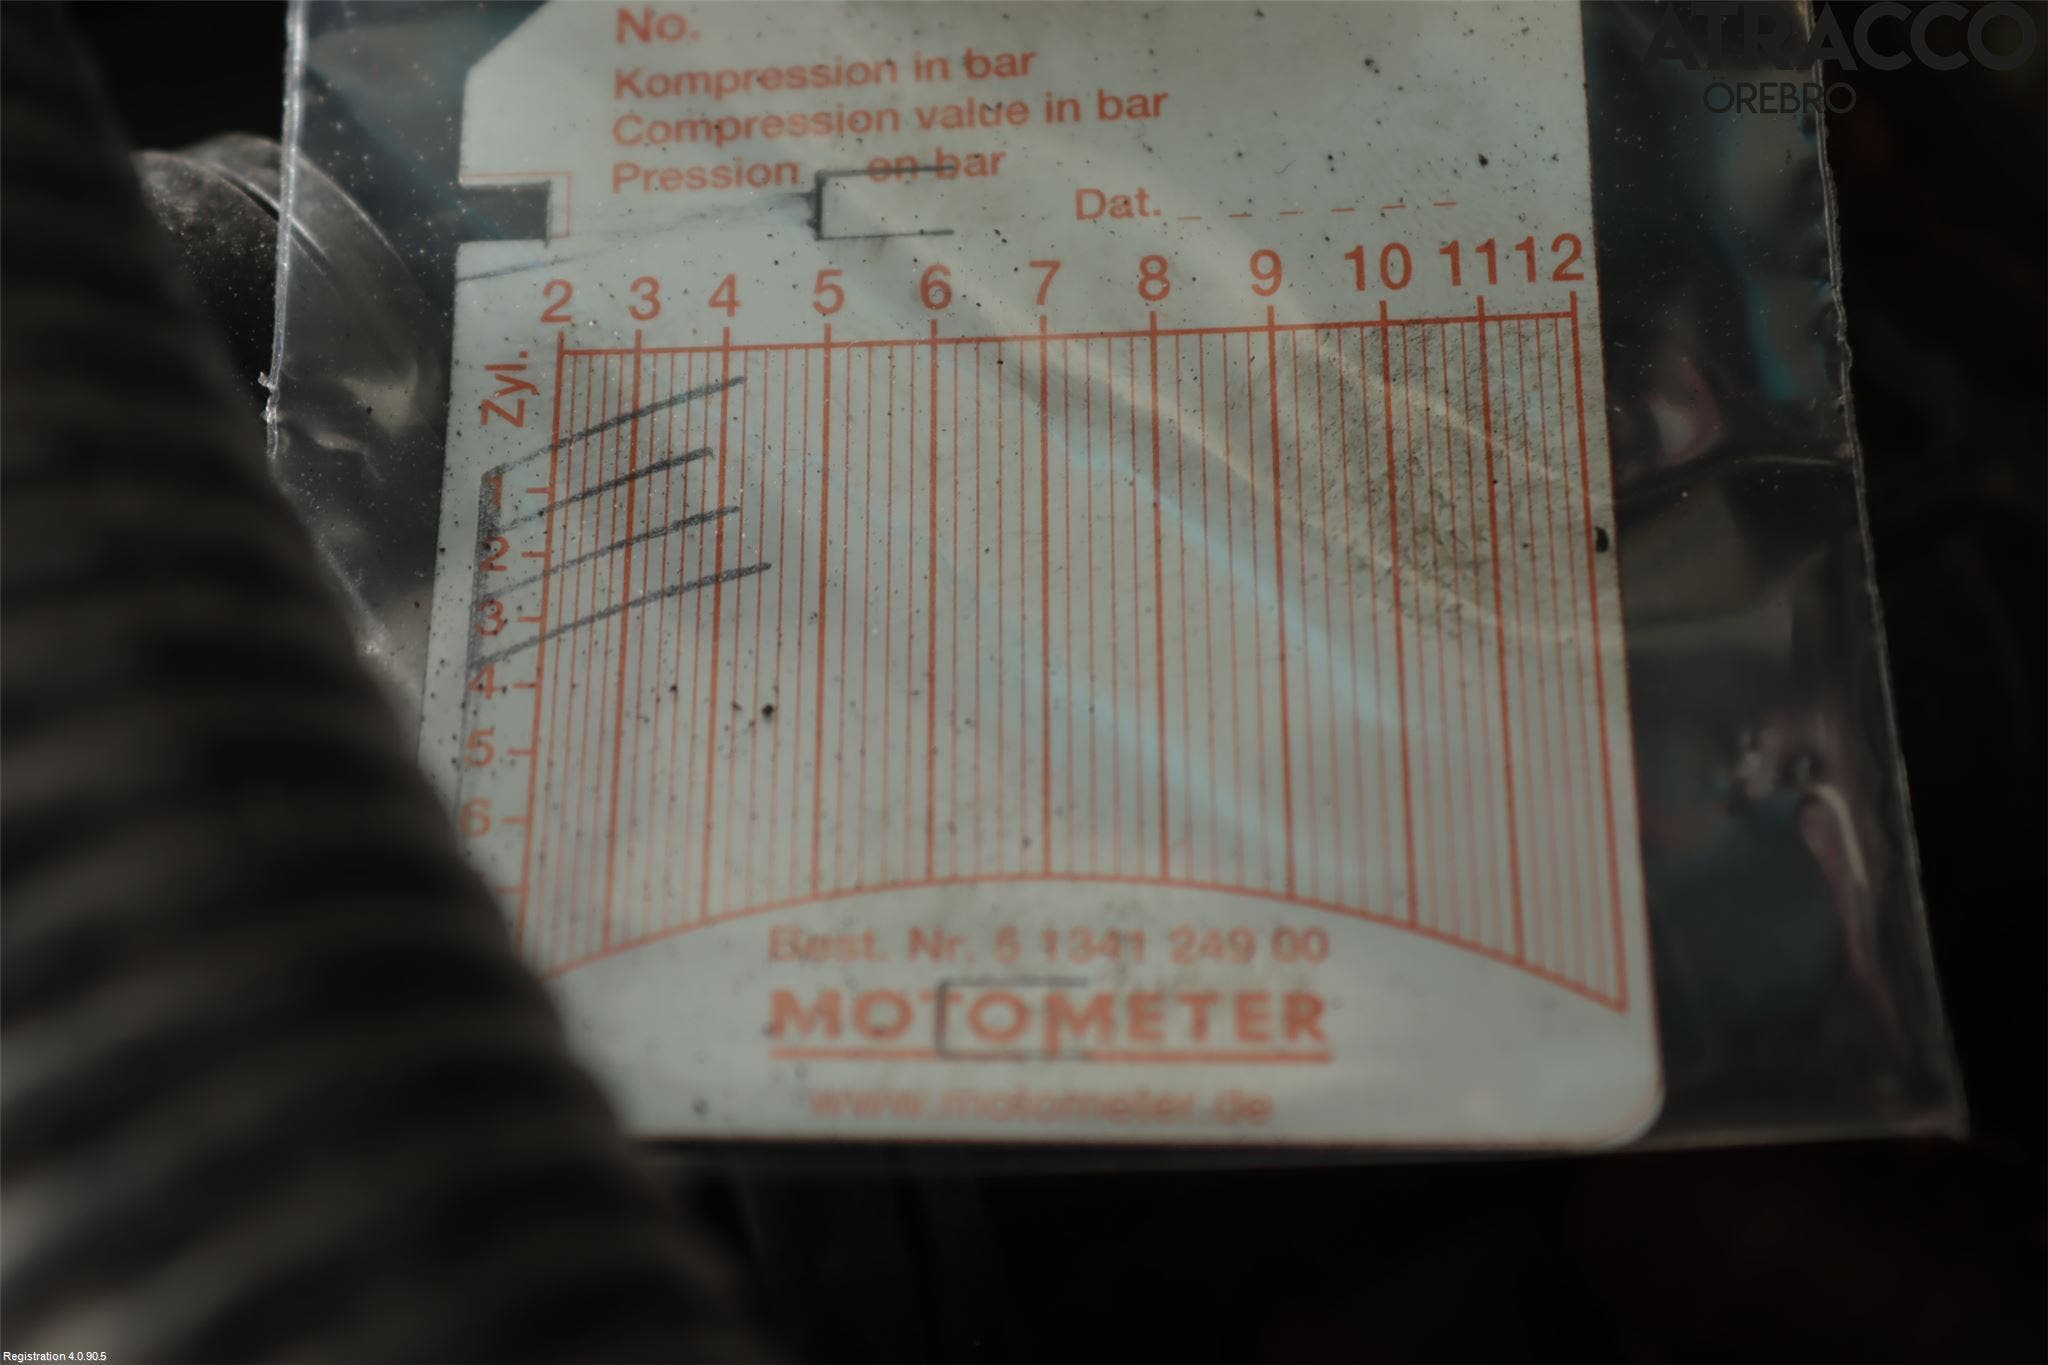 ATRACCO
ÖREBRO
No.
Kompression in bar
Compression value in bar
Pression en bar
Dat. _ _ _ _ _ _
2 3 4 5 6 7 8 9 10 11 12
Zyl.
1
2
3
4
5
6
Best. Nr. 5 1341 249 00
MOTOMETER
www.motometer.de
Registration 4.0.90.5